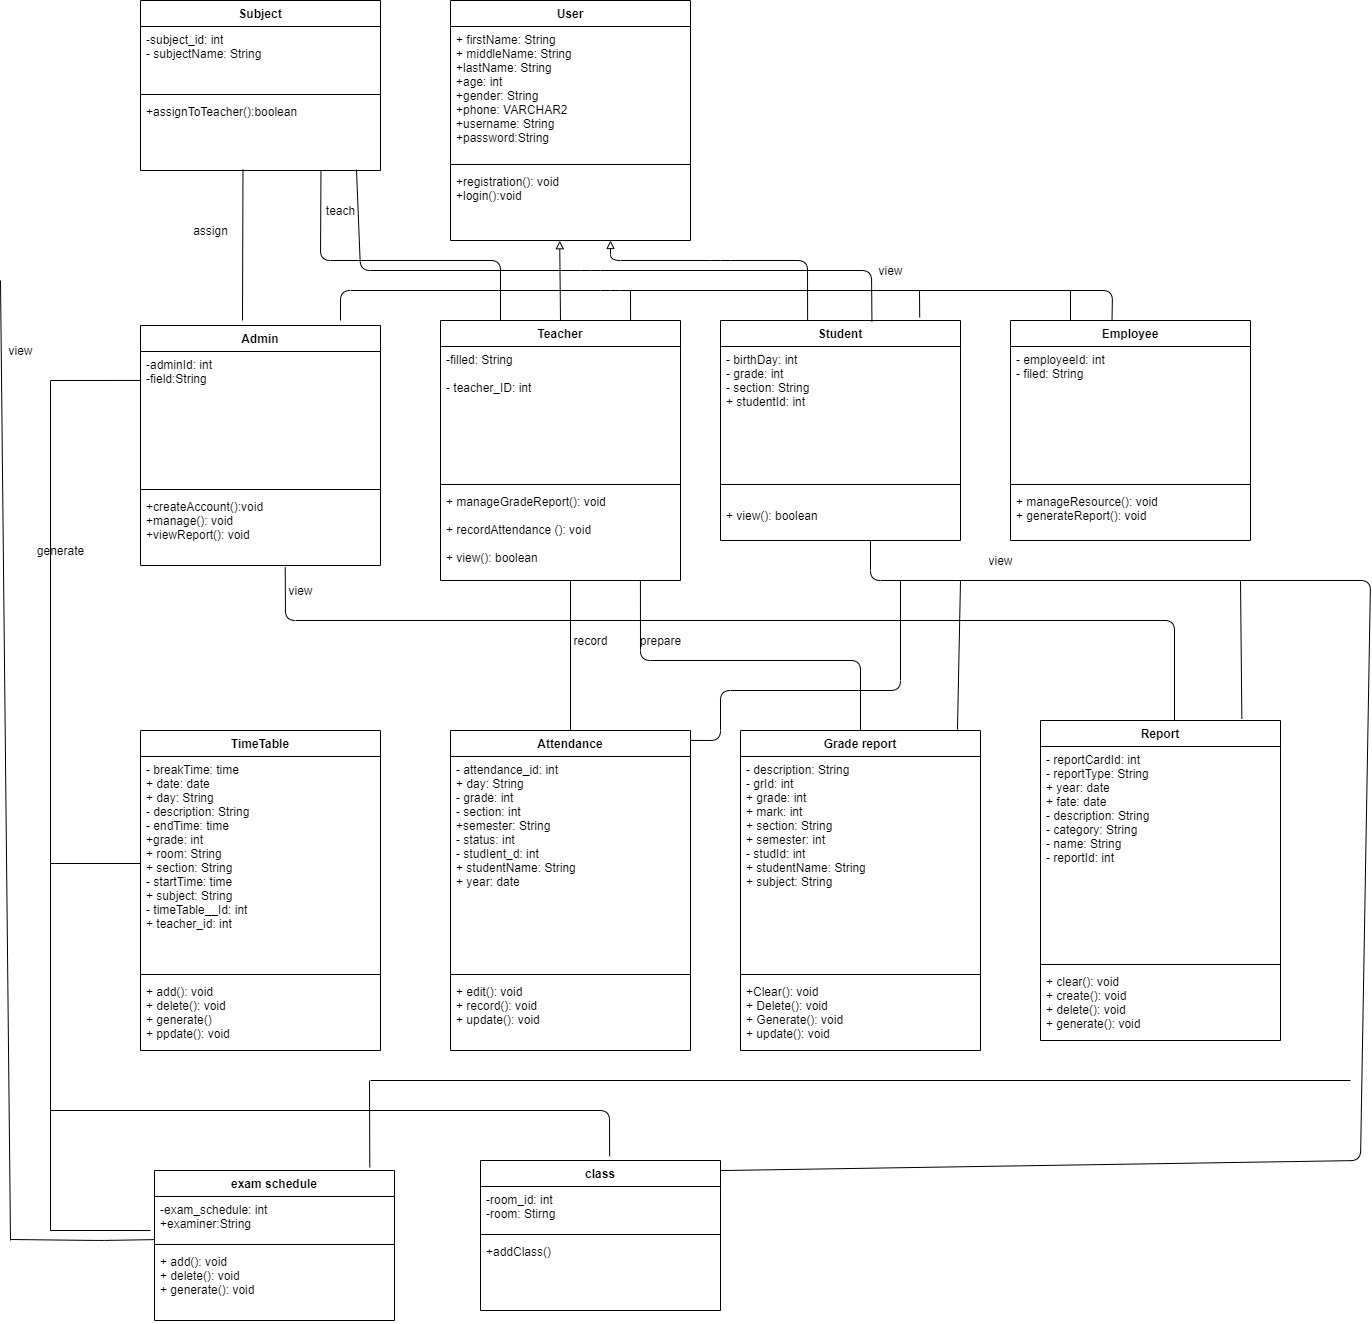 Subject
-subject_id: int
- subjectName: String
+assignToTeacher():boolean
User
+ firstName: String
+ middleName: String
+lastName: String
+age: int
+gender: String
+phone: VARCHAR2
+username: String
+password:String
+registration(): void
+login():void
assign
teach
view
view
Admin
-adminId: int
-field:String
+createAccount():void
+manage(): void
+viewReport(): void
Teacher
-filled: String
- teacher_ID: int
+ manageGradeReport(): void
+ recordAttendance (): void
+ view(): boolean
Student
- birthDay: int
- grade: int
- section: String
+ studentId: int
+ view(): boolean
Employee
- employeeId: int
- filed: String
+ manageResource(): void
+ generateReport(): void
generate
view
view
record
prepare
TimeTable
- breakTime: time
+ date: date
+ day: String
- description: String
- endTime: time
+grade: int
+ room: String
+ section: String
- startTime: time
+ subject: String
- timeTable__Id: int
+ teacher_id: int
+ add(): void
+ delete(): void
+ generate()
+ ppdate(): void
Attendance
- attendance_id: int
+ day: String
- grade: int
- section: int
+semester: String
- status: int
- studlent_d: int
+ studentName: String
+ year: date
+ edit(): void
+ record(): void
+ update(): void
Grade report
- description: String
- grId: int
+ grade: int
+ mark: int
+ section: String
+ semester: int
- studId: int
+ studentName: String
+ subject: String
+Clear(): void
+ Delete(): void
+ Generate(): void
+ update(): void
Report
- reportCardId: int
- reportType: String
+ year: date
+ fate: date
- description: String
- category: String
- name: String
- reportId: int
+ clear(): void
+ create(): void
+ delete(): void
+ generate(): void
exam schedule
-exam_schedule: int
+examiner:String
+ add(): void
+ delete(): void
+ generate(): void
class
-room_id: int
-room: Stirng
+addClass()